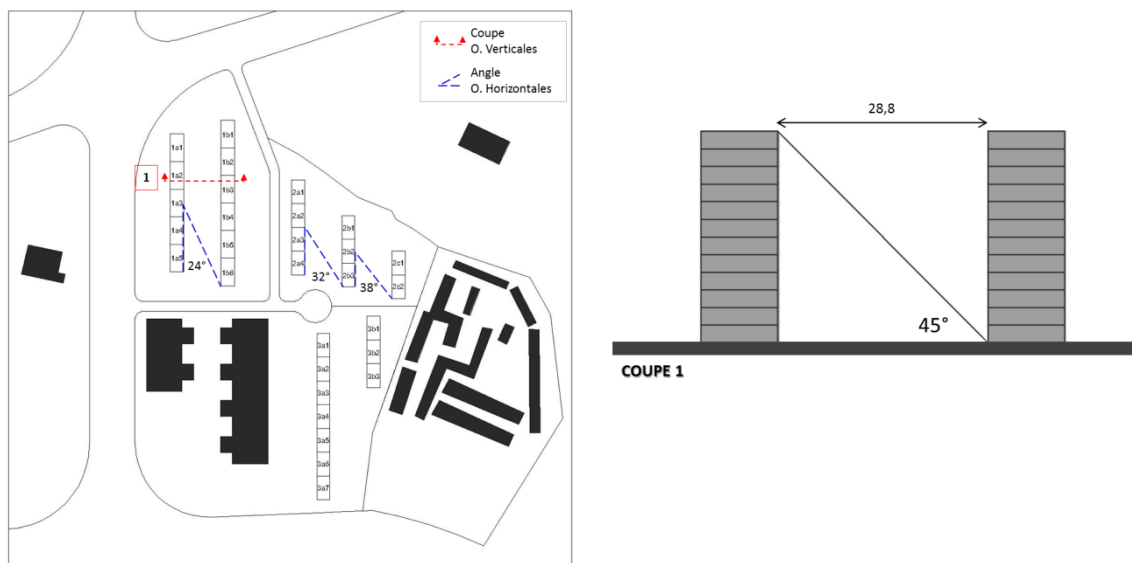 Coupe
O. Verticales
Angle
O. Horizontales
1
1a1
1a2
1a3
1a4
1a5
24°
1b1
1b2
1b3
1b4
1b5
1b6
2a1
2a2
2a3
2a4
32°
2b1
2b2
2b3
38°
2c1
2c2
3a1
3a2
3a3
3a4
3a5
3a6
3a7
3b1
3b2
3b3
28,8
45°
COUPE 1